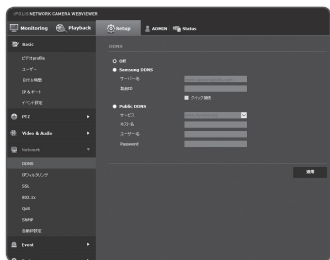 IPOLIS NETWORK CAMERA WEBVIEWER
Monitoring
Playback
Setup
ADMIN
Status
Basic
ビデオprofile
ユーザー
日付&時間
IP & ポート
イベント設定
PTZ
Video & Audio
Network
DDNS
IPフィルタリング
SSL
802.1x
QoS
SNMP
自動IP設定
Event
DDNS
Off
Samsung DDNS
サーバー名
製品ID
クイック接続
Public DDNS
サービス
ホスト名
ユーザー名
Password
適用